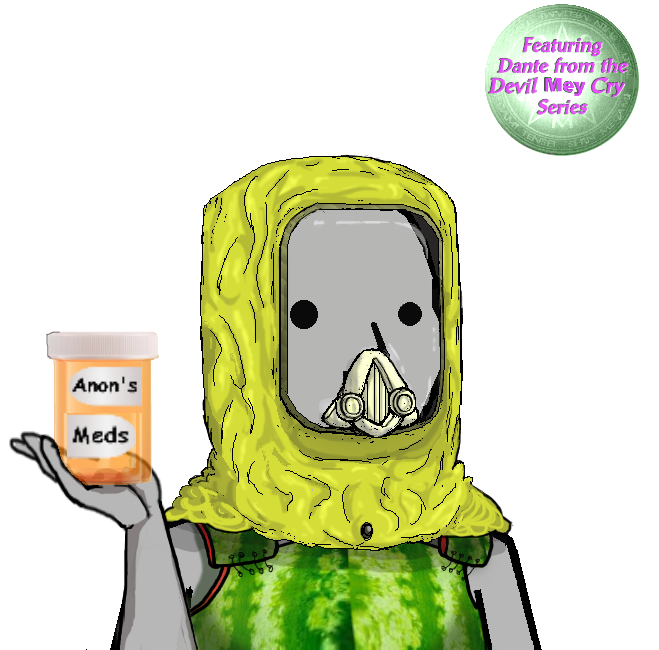 Featuring
Dante from the
Devil Mey Cry
Series
Anon's
Meds